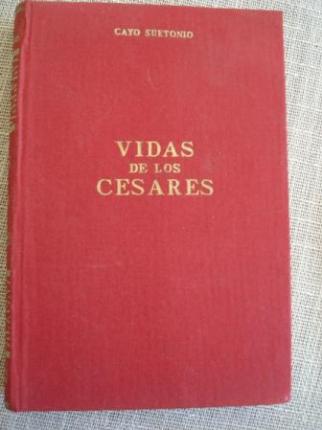 CAYO SUETONIO
VIDAS
DE LOS
CESARES